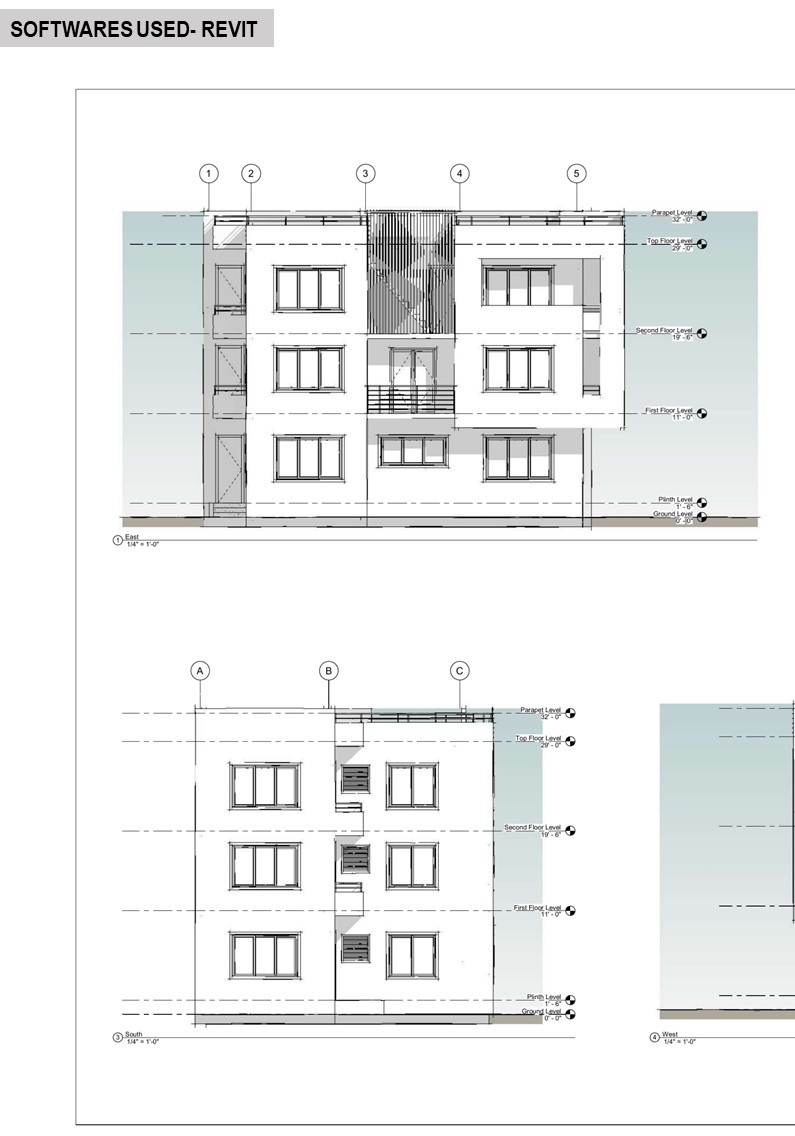 SOFTWARES USED- REVIT
1 2 3 4 5
Parapet Level
32' - 0"
Top Floor Level
29' - 0"
Second Floor Level
19' - 6"
First Floor Level
11' - 0"
Plinth Level
1' - 6"
Ground Level
0' - 0"
1 East
1/4" = 1'-0"
A B C
Parapet Level
32' - 0"
Top Floor Level
29' - 0"
Second Floor Level
19' - 6"
First Floor Level
11' - 0"
Plinth Level
1' - 6"
Ground Level
0' - 0"
3 South
1/4" = 1'-0"
4 West
1/4" = 1'-0"